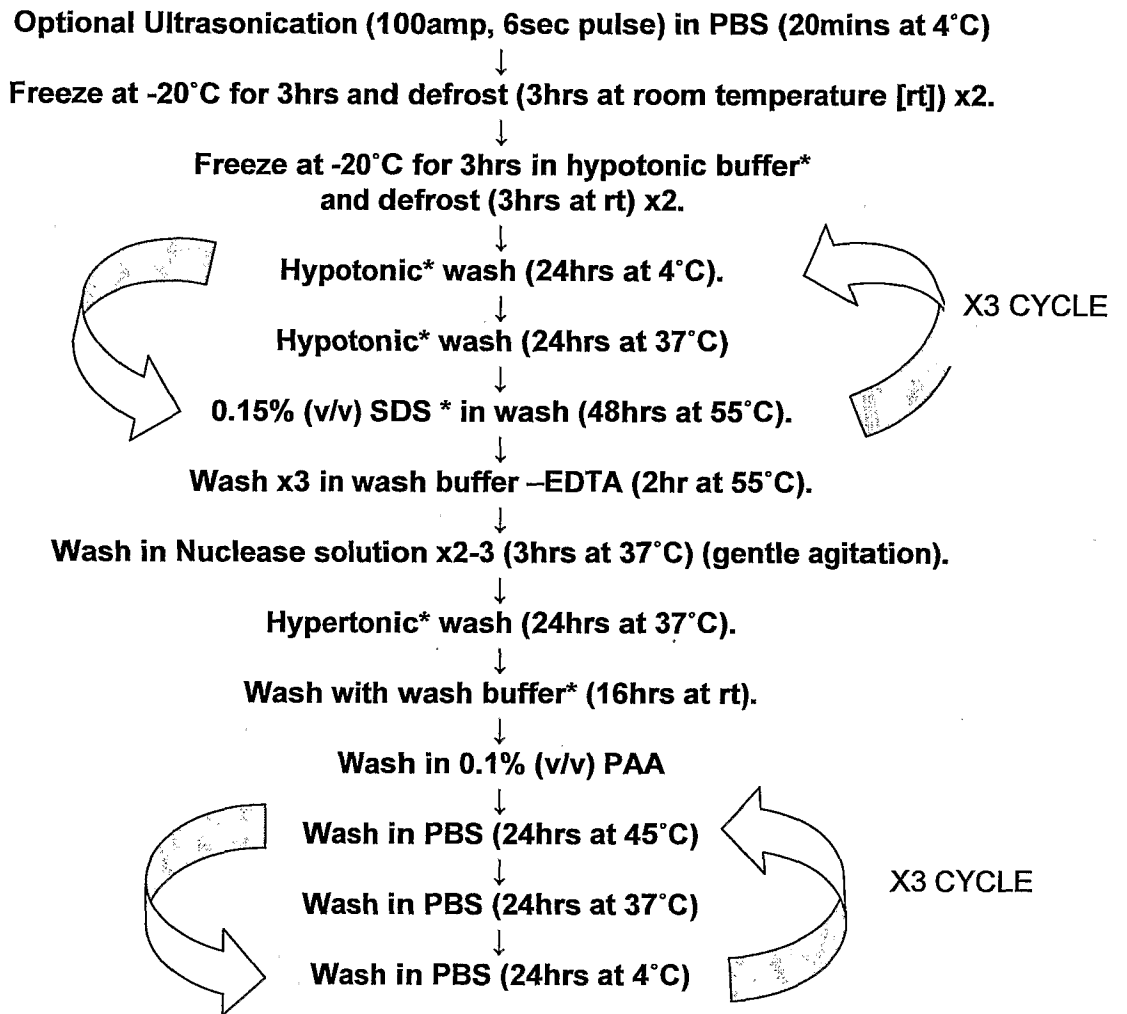 Optional Ultrasonication (100amp, 6sec pulse) in PBS (20mins at 4˚C)
↓
Freeze at -20˚C for 3hrs and defrost (3hrs at room temperature [rt]) x2.
↓
Freeze at -20˚C for 3hrs in hypotonic buffer*
and defrost (3hrs at rt) x2.
↓
Hypotonic* wash (24hrs at 4˚C).
↓
Hypotonic* wash (24hrs at 37˚C)
X3 CYCLE
↓
0.15% (v/v) SDS * in wash (48hrs at 55˚C).
↓
Wash x3 in wash buffer –EDTA (2hr at 55˚C).
↓
Wash in Nuclease solution x2-3 (3hrs at 37˚C) (gentle agitation).
↓
Hypertonic* wash (24hrs at 37˚C).
↓
Wash with wash buffer* (16hrs at rt).
↓
Wash in 0.1% (v/v) PAA
↓
Wash in PBS (24hrs at 45˚C)
↓
Wash in PBS (24hrs at 37˚C)
X3 CYCLE
↓
Wash in PBS (24hrs at 4˚C)